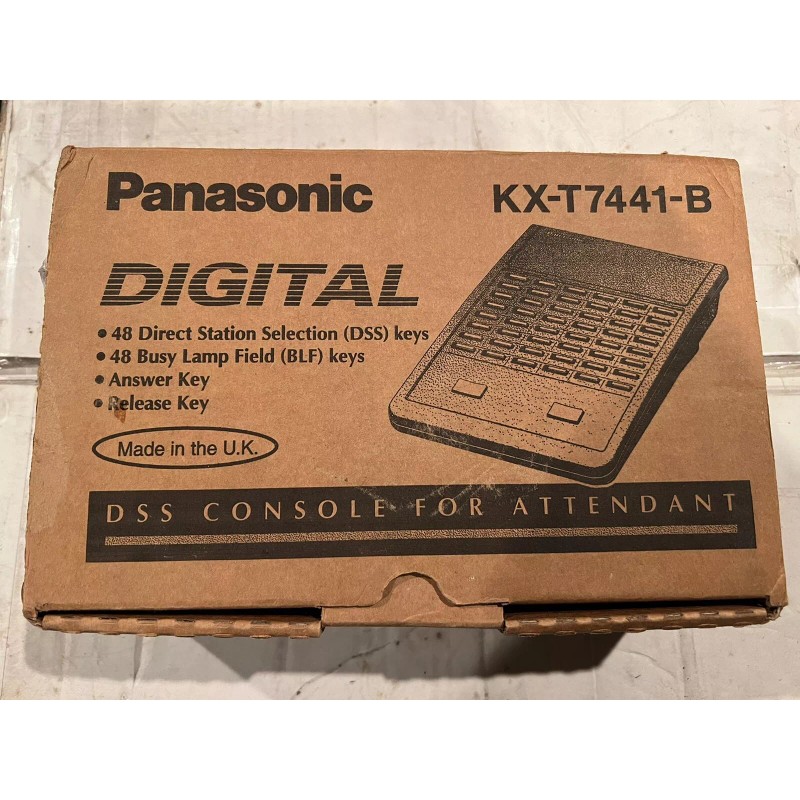 Panasonic KX-T7441-B
DIGITAL
• 48 Direct Station Selection (DSS) keys
• 48 Busy Lamp Field (BLF) keys
• Answer Key
• Release Key
Made in the U.K.
DSS CONSOLE FOR ATTENDANT